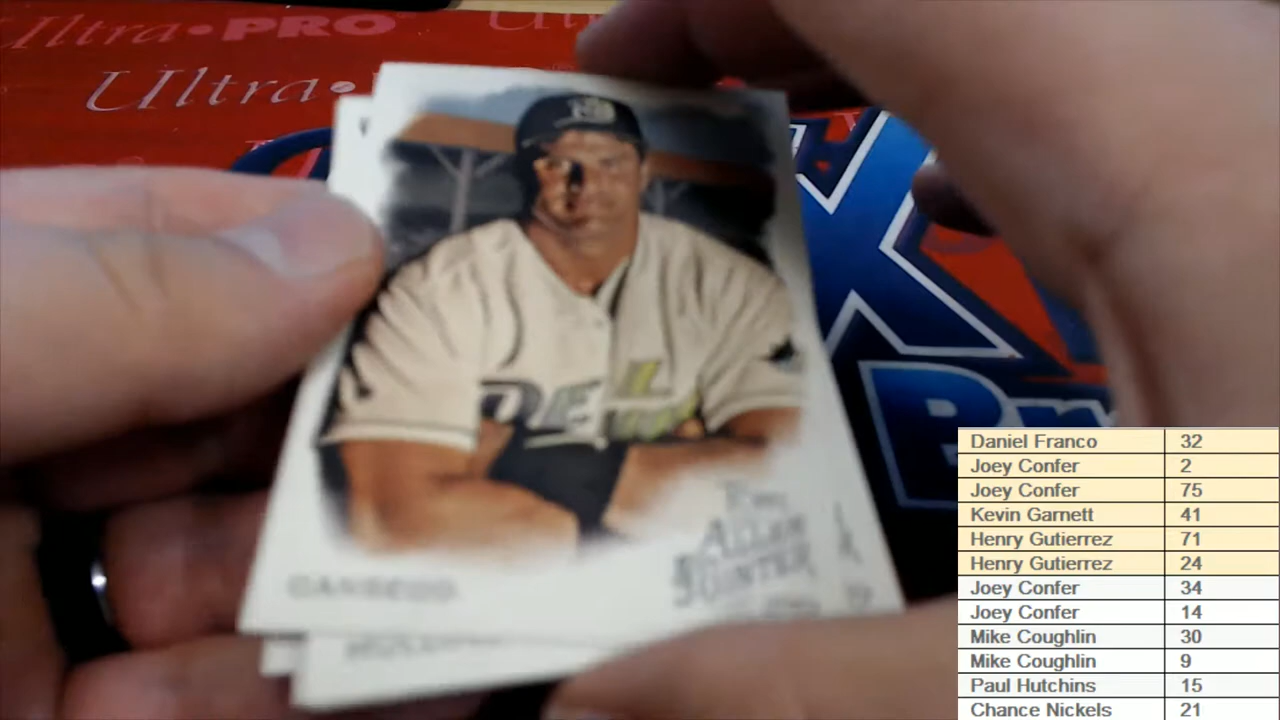 Ultra•PRO
Ultra
CANSECO
ALLEN
GINTER
Daniel Franco 32
Joey Confer 2
Joey Confer 75
Kevin Garnett 41
Henry Gutierrez 71
Henry Gutierrez 24
Joey Confer 34
Joey Confer 14
Mike Coughlin 30
Mike Coughlin 9
Paul Hutchins 15
Chance Nickels 21